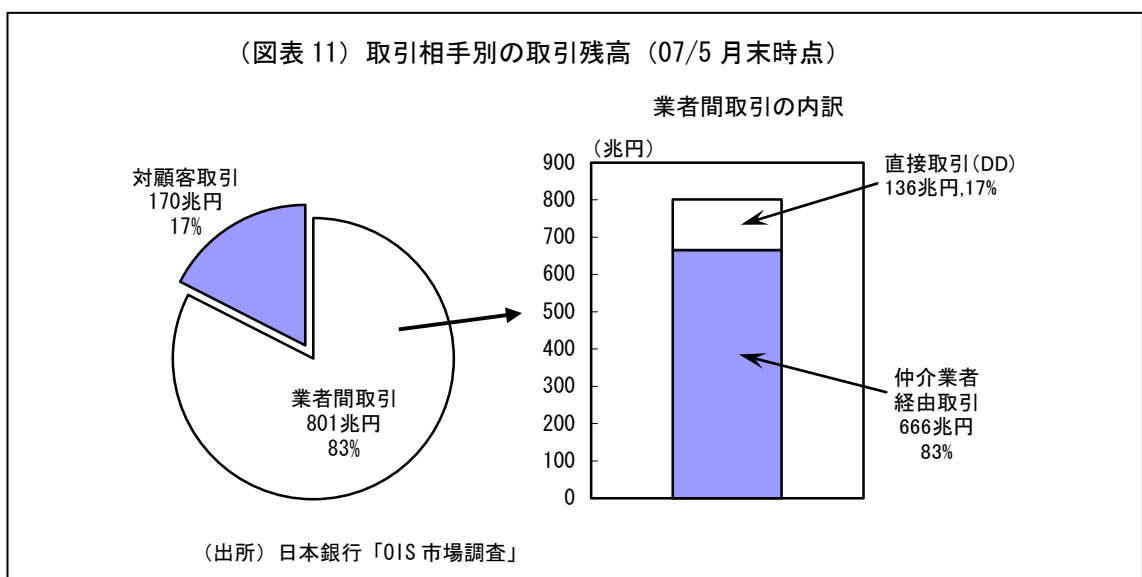 (図表 11) 取引相手別の取引残高 (07/5 月末時点)
対顧客取引
170兆円
17%
業者間取引
801兆円
83%
業者間取引の内訳
(兆円)
900
800
700
600
500
400
300
200
100
0
直接取引(DD)
136兆円,17%
仲介業者
経由取引
666兆円
83%
(出所) 日本銀行「OIS 市場調査」